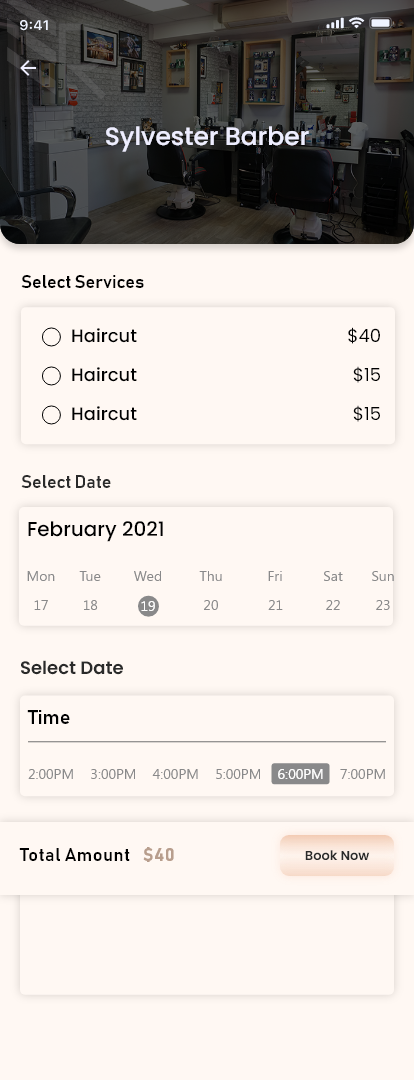 9:41
Sylvester Barber
Select Services
Haircut $40
Haircut $15
Haircut $15
Select Date
February 2021
Mon Tue Wed Thu Fri Sat Sun
17 18 19 20 21 22 23
Select Date
Time
2:00PM 3:00PM 4:00PM 5:00PM 6:00PM 7:00PM
Total Amount $40 Book Now